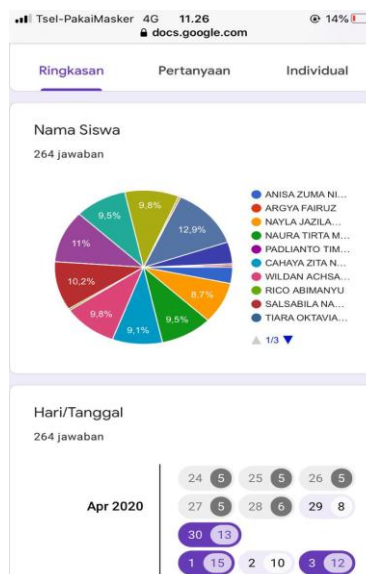 Tsel-PakaiMasker 4G 11.26 14%
docs.google.com
Ringkasan Pertanyaan Individual
Nama Siswa
264 jawaban
9,8%
12,9%
8,7%
9,5%
9,1%
9,8%
10,2%
11%
9,5%
ANISA ZUMA NI...
ARGYA FAIRUZ
NAYLA JAZILA...
NAURA TIRTA M...
PADLIANTO TIM...
CAHAYA ZITA N...
WILDAN ACHSA...
RICO ABIMANYU
SALSABILA NA...
TIARA OKTAVIA...
1/3
Hari/Tanggal
264 jawaban
Apr 2020
24 5 25 5 26 5
27 5 28 6 29 8
30 13
1 15 2 10 3 12